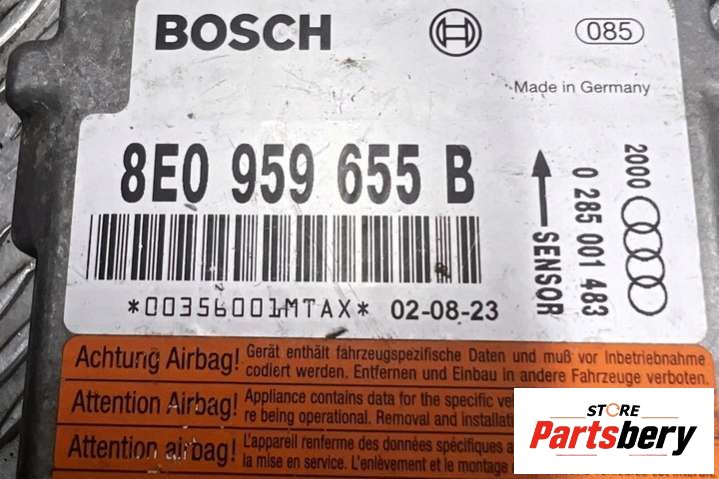 BOSCH
085
Made in Germany
8E0 959 655 B
SENSOR
0 285 001 483
2000
*00356001MTAX* 02-08-23
Achtung Airbag! Gerät enthält fahrzeugspezifische Daten und muß vor Inbetriebnahme
codiert werden. Entfernen und Einbau in andere Fahrzeuge verboten.
Attention Airbag! Appliance contains data for the specific
re being operational. Removal and
Attention airbag! L'appareil renferme des données spécifiques
la mise en service. L'enlèvement et le montage
STORE
Partsbery